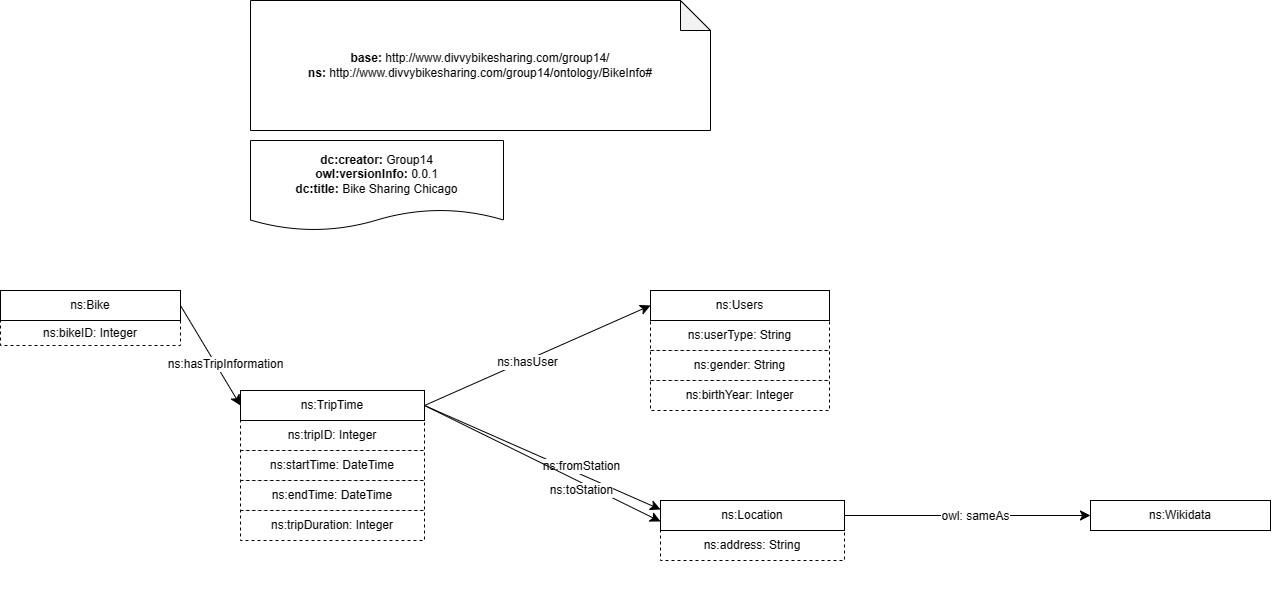 base: http://www.divvybikesharing.com/group14/
ns: http://www.divvybikesharing.com/group14/ontology/BikeInfo#
dc:creator: Group14
owl:versionInfo: 0.0.1
dc:title: Bike Sharing Chicago
ns:Bike
ns:bikeID: Integer
ns:hasTripInformation
ns:TripTime
ns:tripID: Integer
ns:startTime: DateTime
ns:endTime: DateTime
ns:tripDuration: Integer
ns:hasUser
ns:Users
ns:userType: String
ns:gender: String
ns:birthYear: Integer
ns:fromStation
ns:toStation
ns:Location
ns:address: String
owl: sameAs
ns:Wikidata